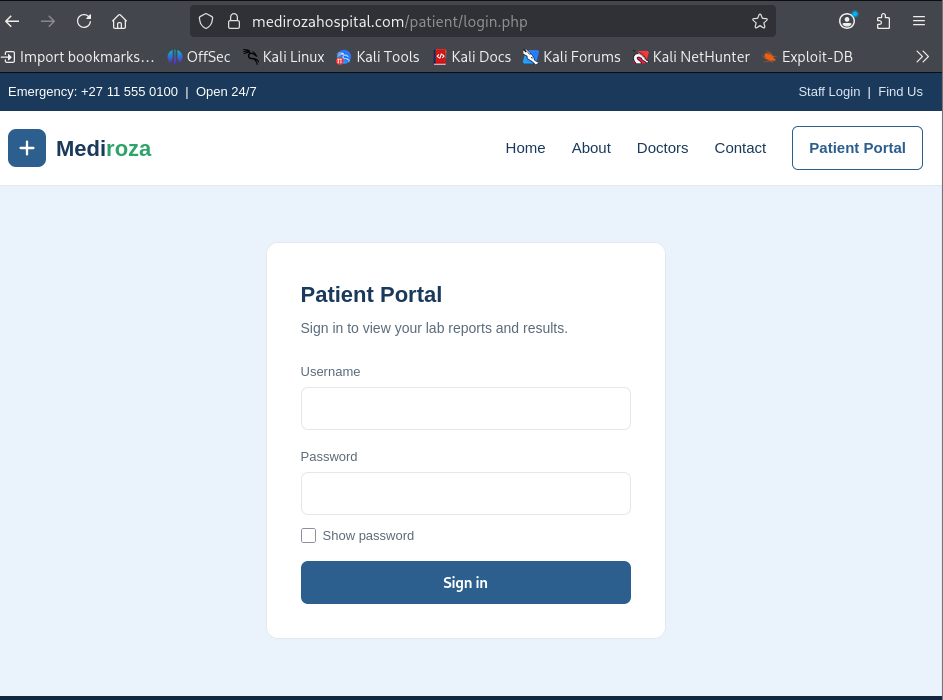 medirozahospital.com/patient/login.php
Import bookmarks… OffSec Kali Linux Kali Tools Kali Docs Kali Forums Kali NetHunter Exploit-DB
Emergency: +27 11 555 0100 | Open 24/7 Staff Login | Find Us
Mediroza Home About Doctors Contact Patient Portal
Patient Portal
Sign in to view your lab reports and results.
Username
Password
Show password
Sign in